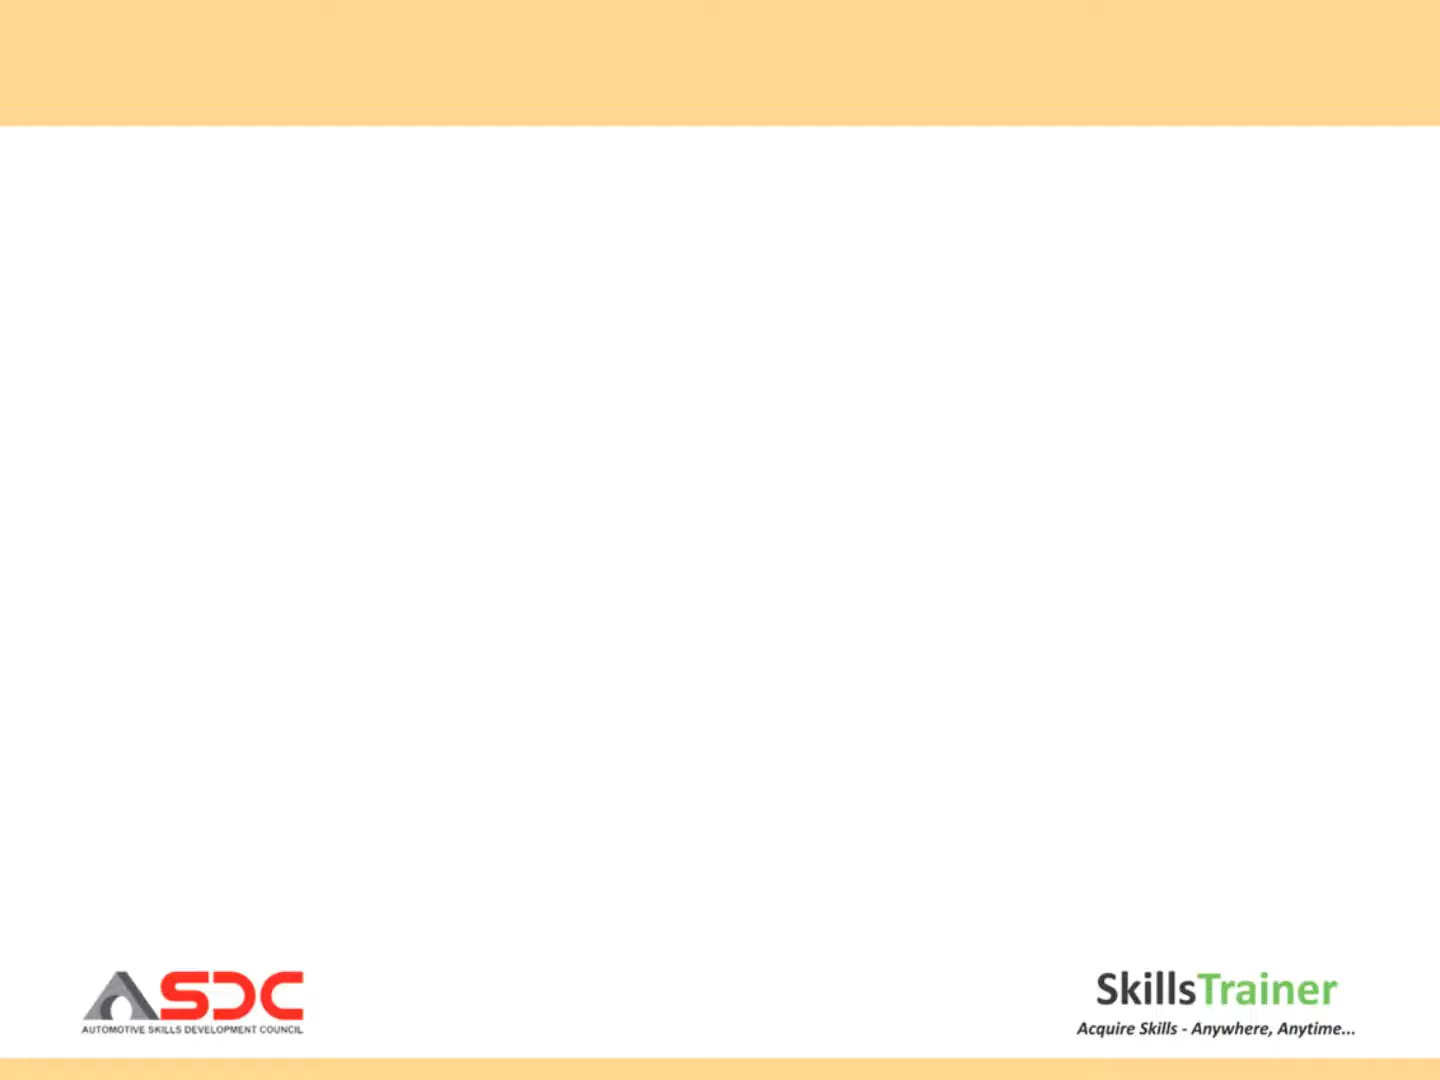 ASDC
AUTOMOTIVE SKILLS DEVELOPMENT COUNCIL
SkillsTrainer
Acquire Skills - Anywhere, Anytime...